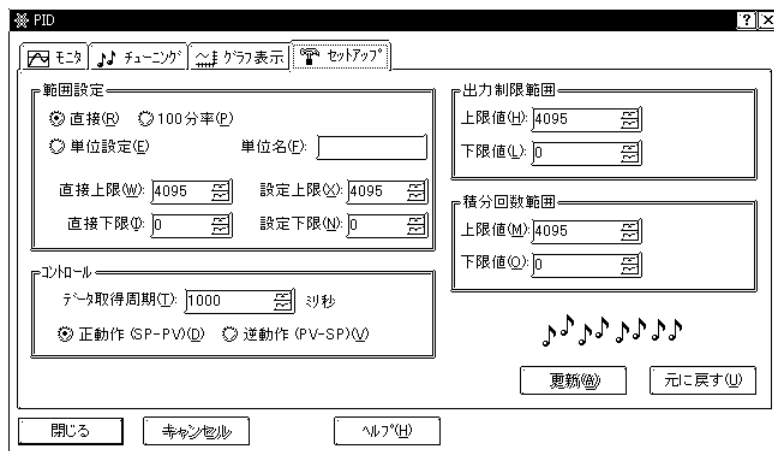 PID
モニタ チューニング グラフ表示 セットアップ
範囲設定
直接(R) 100分率(P)
単位設定(E) 単位名(F):
直接上限(W): 4095 設定上限(X): 4095
直接下限(I): 0 設定下限(N): 0
コントロール
データ取得周期(T): 1000 ミリ秒
正動作 (SP-PV)(D) 逆動作 (PV-SP)(V)
出力制限範囲
上限値(H): 4095
下限値(L): 0
積分回数範囲
上限値(M): 4095
下限値(O): 0
更新(A) 元に戻す(U)
閉じる キャンセル ヘルプ(H)